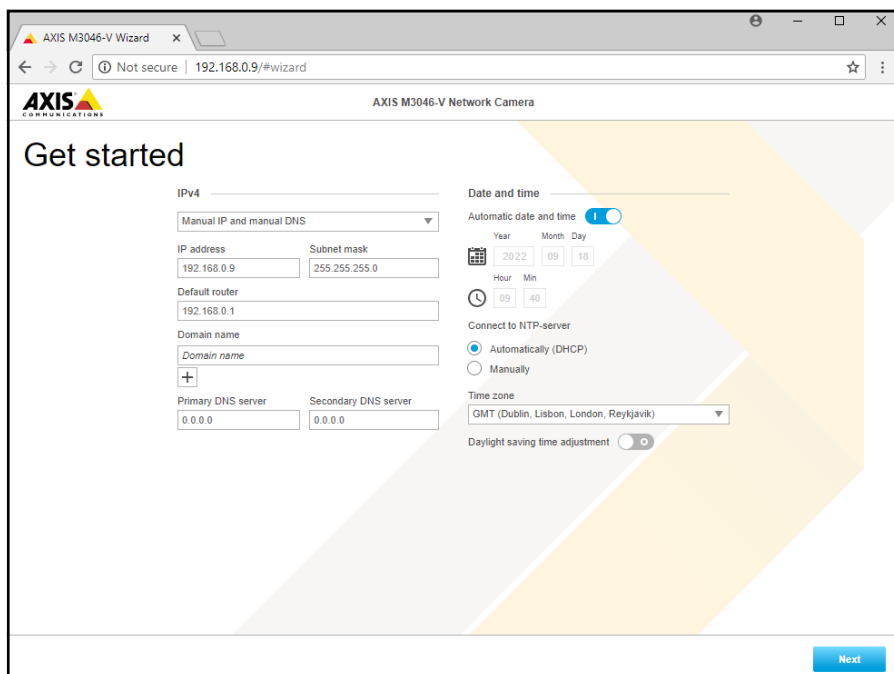 AXIS M3046-V Wizard
Not secure | 192.168.0.9/#wizard
AXIS
COMMUNICATIONS
AXIS M3046-V Network Camera
Get started
IPv4
Manual IP and manual DNS
IP address Subnet mask
192.168.0.9 255.255.255.0
Default router
192.168.0.1
Domain name
Domain name
+
Primary DNS server Secondary DNS server
0.0.0.0 0.0.0.0
Date and time
Automatic date and time
Year Month Day
2022 09 18
Hour Min
09 40
Connect to NTP-server
Automatically (DHCP)
Manually
Time zone
GMT (Dublin, Lisbon, London, Reykjavik)
Daylight saving time adjustment
Next